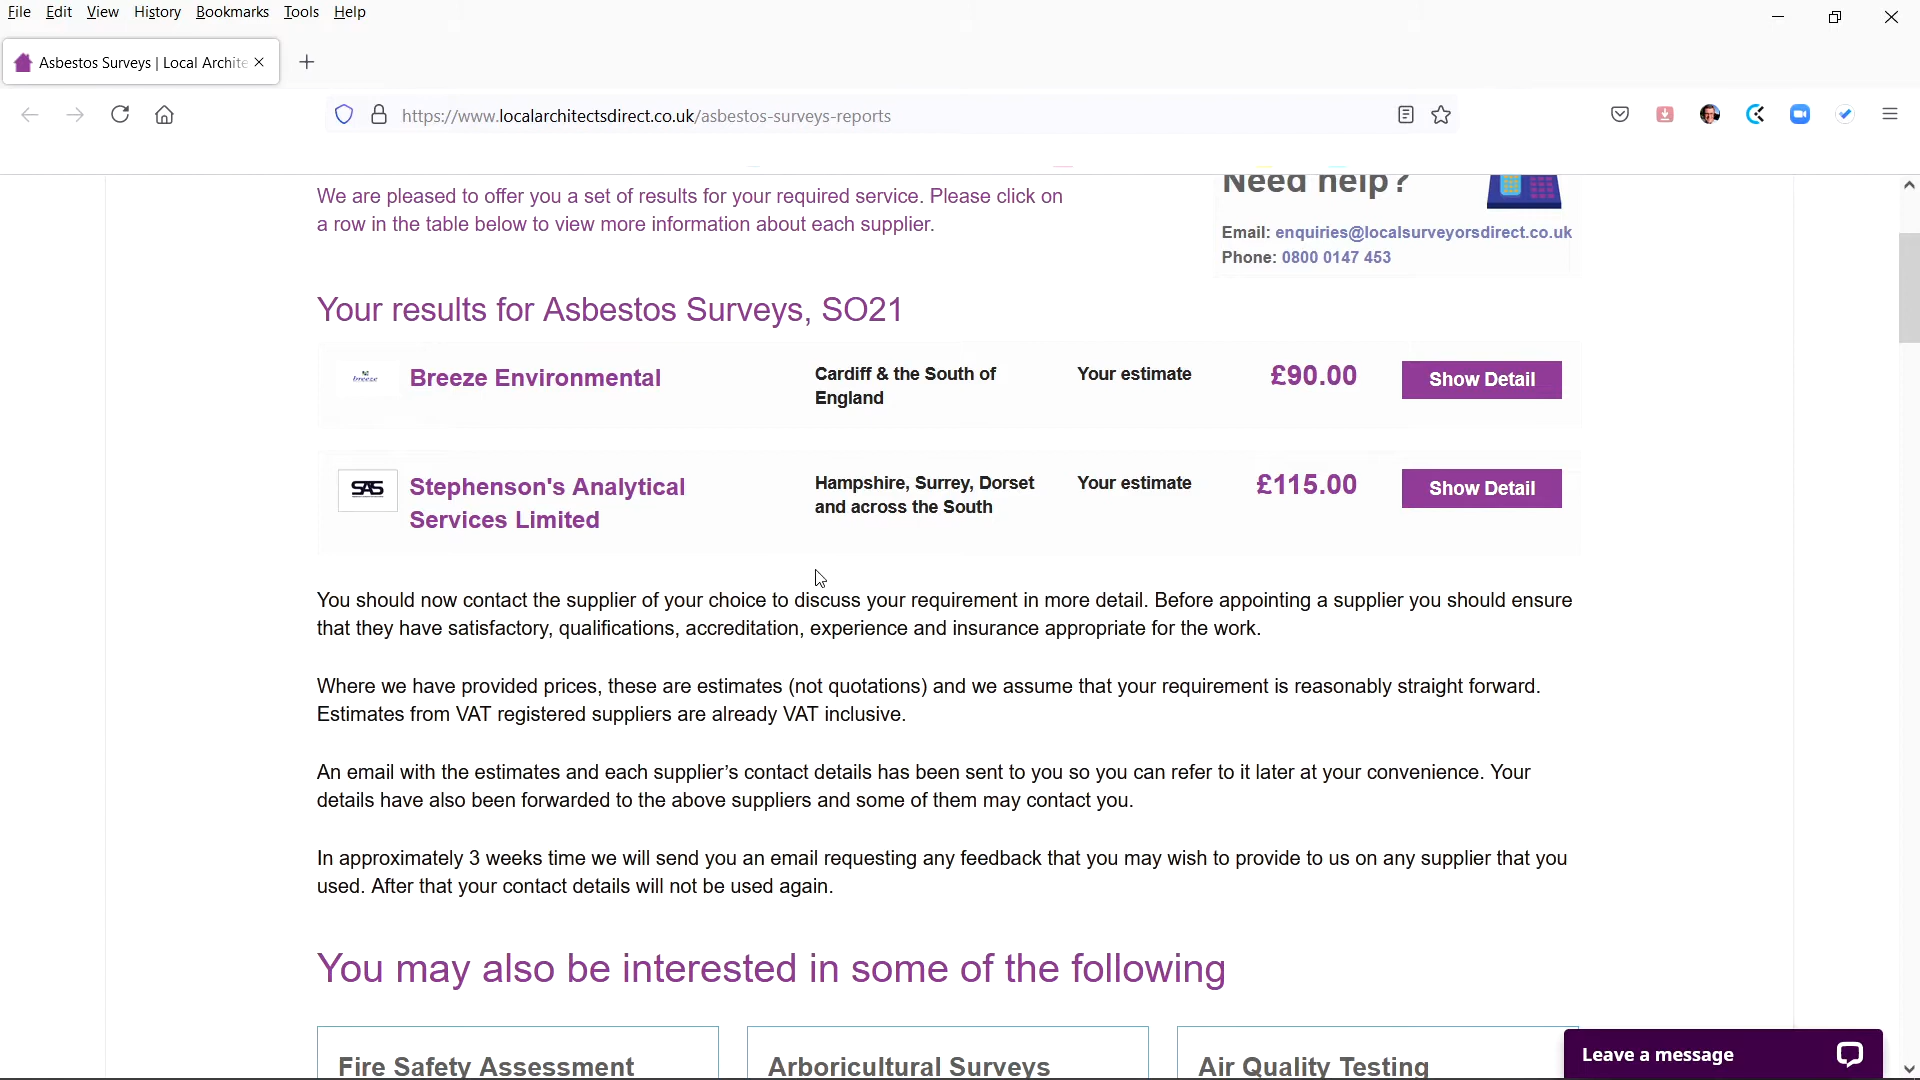 File Edit View History Bookmarks Tools Help
Asbestos Surveys | Local Archite
https://www.localarchitectsdirect.co.uk/asbestos-surveys-reports
We are pleased to offer you a set of results for your required service. Please click on
a row in the table below to view more information about each supplier.
Need help?
Email: enquiries@localsurveyorsdirect.co.uk
Phone: 0800 0147 453
Your results for Asbestos Surveys, SO21
breeze
Breeze Environmental
Cardiff & the South of
England
Your estimate
£90.00
Show Detail
SAS
Stephenson's Analytical
Services Limited
Hampshire, Surrey, Dorset
and across the South
Your estimate
£115.00
Show Detail
You should now contact the supplier of your choice to discuss your requirement in more detail. Before appointing a supplier you should ensure
that they have satisfactory, qualifications, accreditation, experience and insurance appropriate for the work.
Where we have provided prices, these are estimates (not quotations) and we assume that your requirement is reasonably straight forward.
Estimates from VAT registered suppliers are already VAT inclusive.
An email with the estimates and each supplier’s contact details has been sent to you so you can refer to it later at your convenience. Your
details have also been forwarded to the above suppliers and some of them may contact you.
In approximately 3 weeks time we will send you an email requesting any feedback that you may wish to provide to us on any supplier that you
used. After that your contact details will not be used again.
You may also be interested in some of the following
Fire Safety Assessment
Arboricultural Surveys
Air Quality Testing
Leave a message